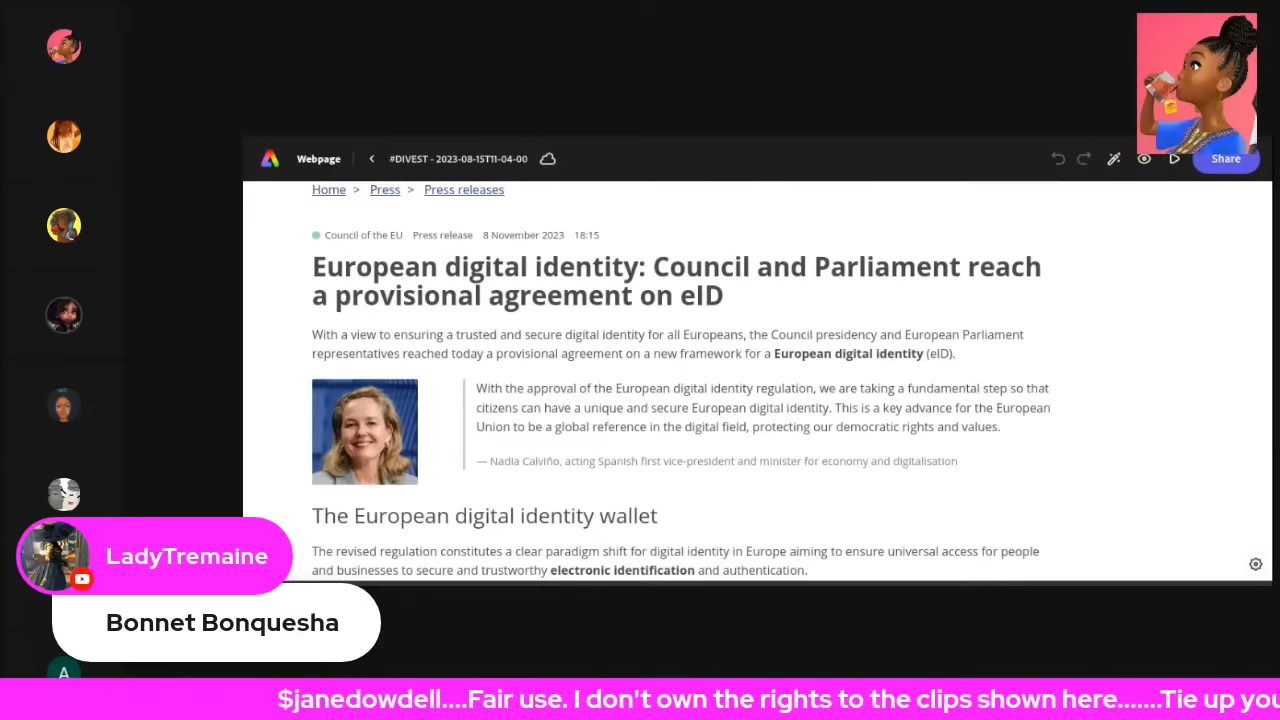 Webpage
#DIVEST - 2023-08-15T11-04-00
Share
Home > Press > Press releases
Council of the EU Press release 8 November 2023 18:15
European digital identity: Council and Parliament reach
a provisional agreement on eID
With a view to ensuring a trusted and secure digital identity for all Europeans, the Council presidency and European Parliament
representatives reached today a provisional agreement on a new framework for a European digital identity (eID).
With the approval of the European digital identity regulation, we are taking a fundamental step so that
citizens can have a unique and secure European digital identity. This is a key advance for the European
Union to be a global reference in the digital field, protecting our democratic rights and values.
— Nadia Calviño, acting Spanish first vice-president and minister for economy and digitalisation
The European digital identity wallet
The revised regulation constitutes a clear paradigm shift for digital identity in Europe aiming to ensure universal access for people
and businesses to secure and trustworthy electronic identification and authentication.
LadyTremaine
Bonnet Bonquesha
A
$janedowdell....Fair use. I don't own the rights to the clips shown here.......Tie up you